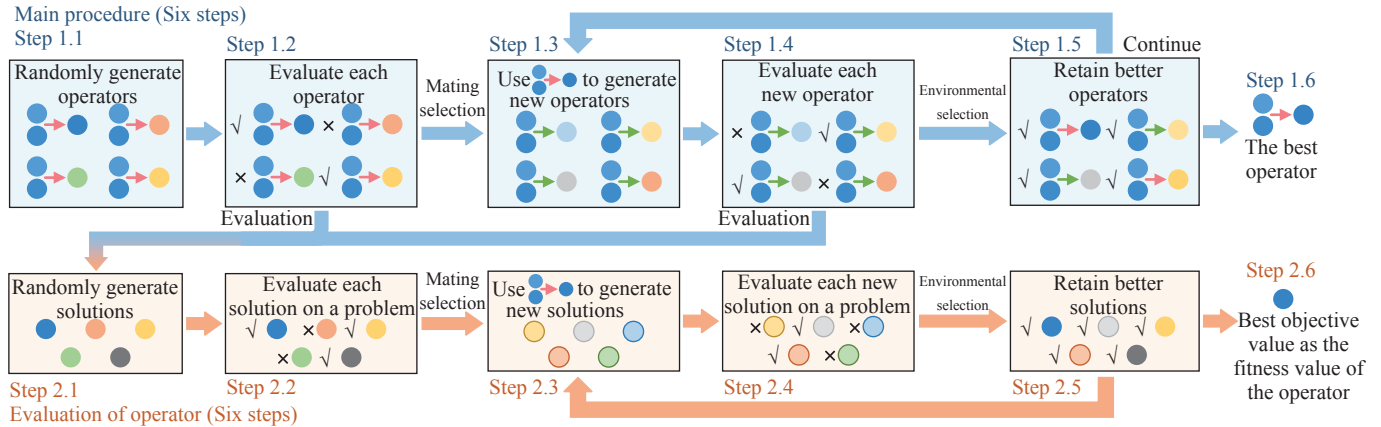 Main procedure (Six steps)
Step 1.1
Randomly generate
operators
Step 1.2
Evaluate each
operator
√
×
×
√
Mating
selection
Step 1.3
Use to generate
new operators
Step 1.4
Evaluate each
new operator
×
√
√
×
Environmental
selection
Step 1.5
Retain better
operators
√
√
√
√
Continue
Step 1.6
The best
operator
Evaluation
Evaluation
Randomly generate
solutions
Step 2.1
Evaluation of operator (Six steps)
Evaluate each
solution on a problem
√ × √
× √
Step 2.2
Mating
selection
Use to generate
new solutions
Step 2.3
Evaluate each new
solution on a problem
× √ ×
√ ×
Step 2.4
Environmental
selection
Retain better
solutions
√ √ √
√ √
Step 2.5
Step 2.6
Best objective
value as the
fitness value of
the operator